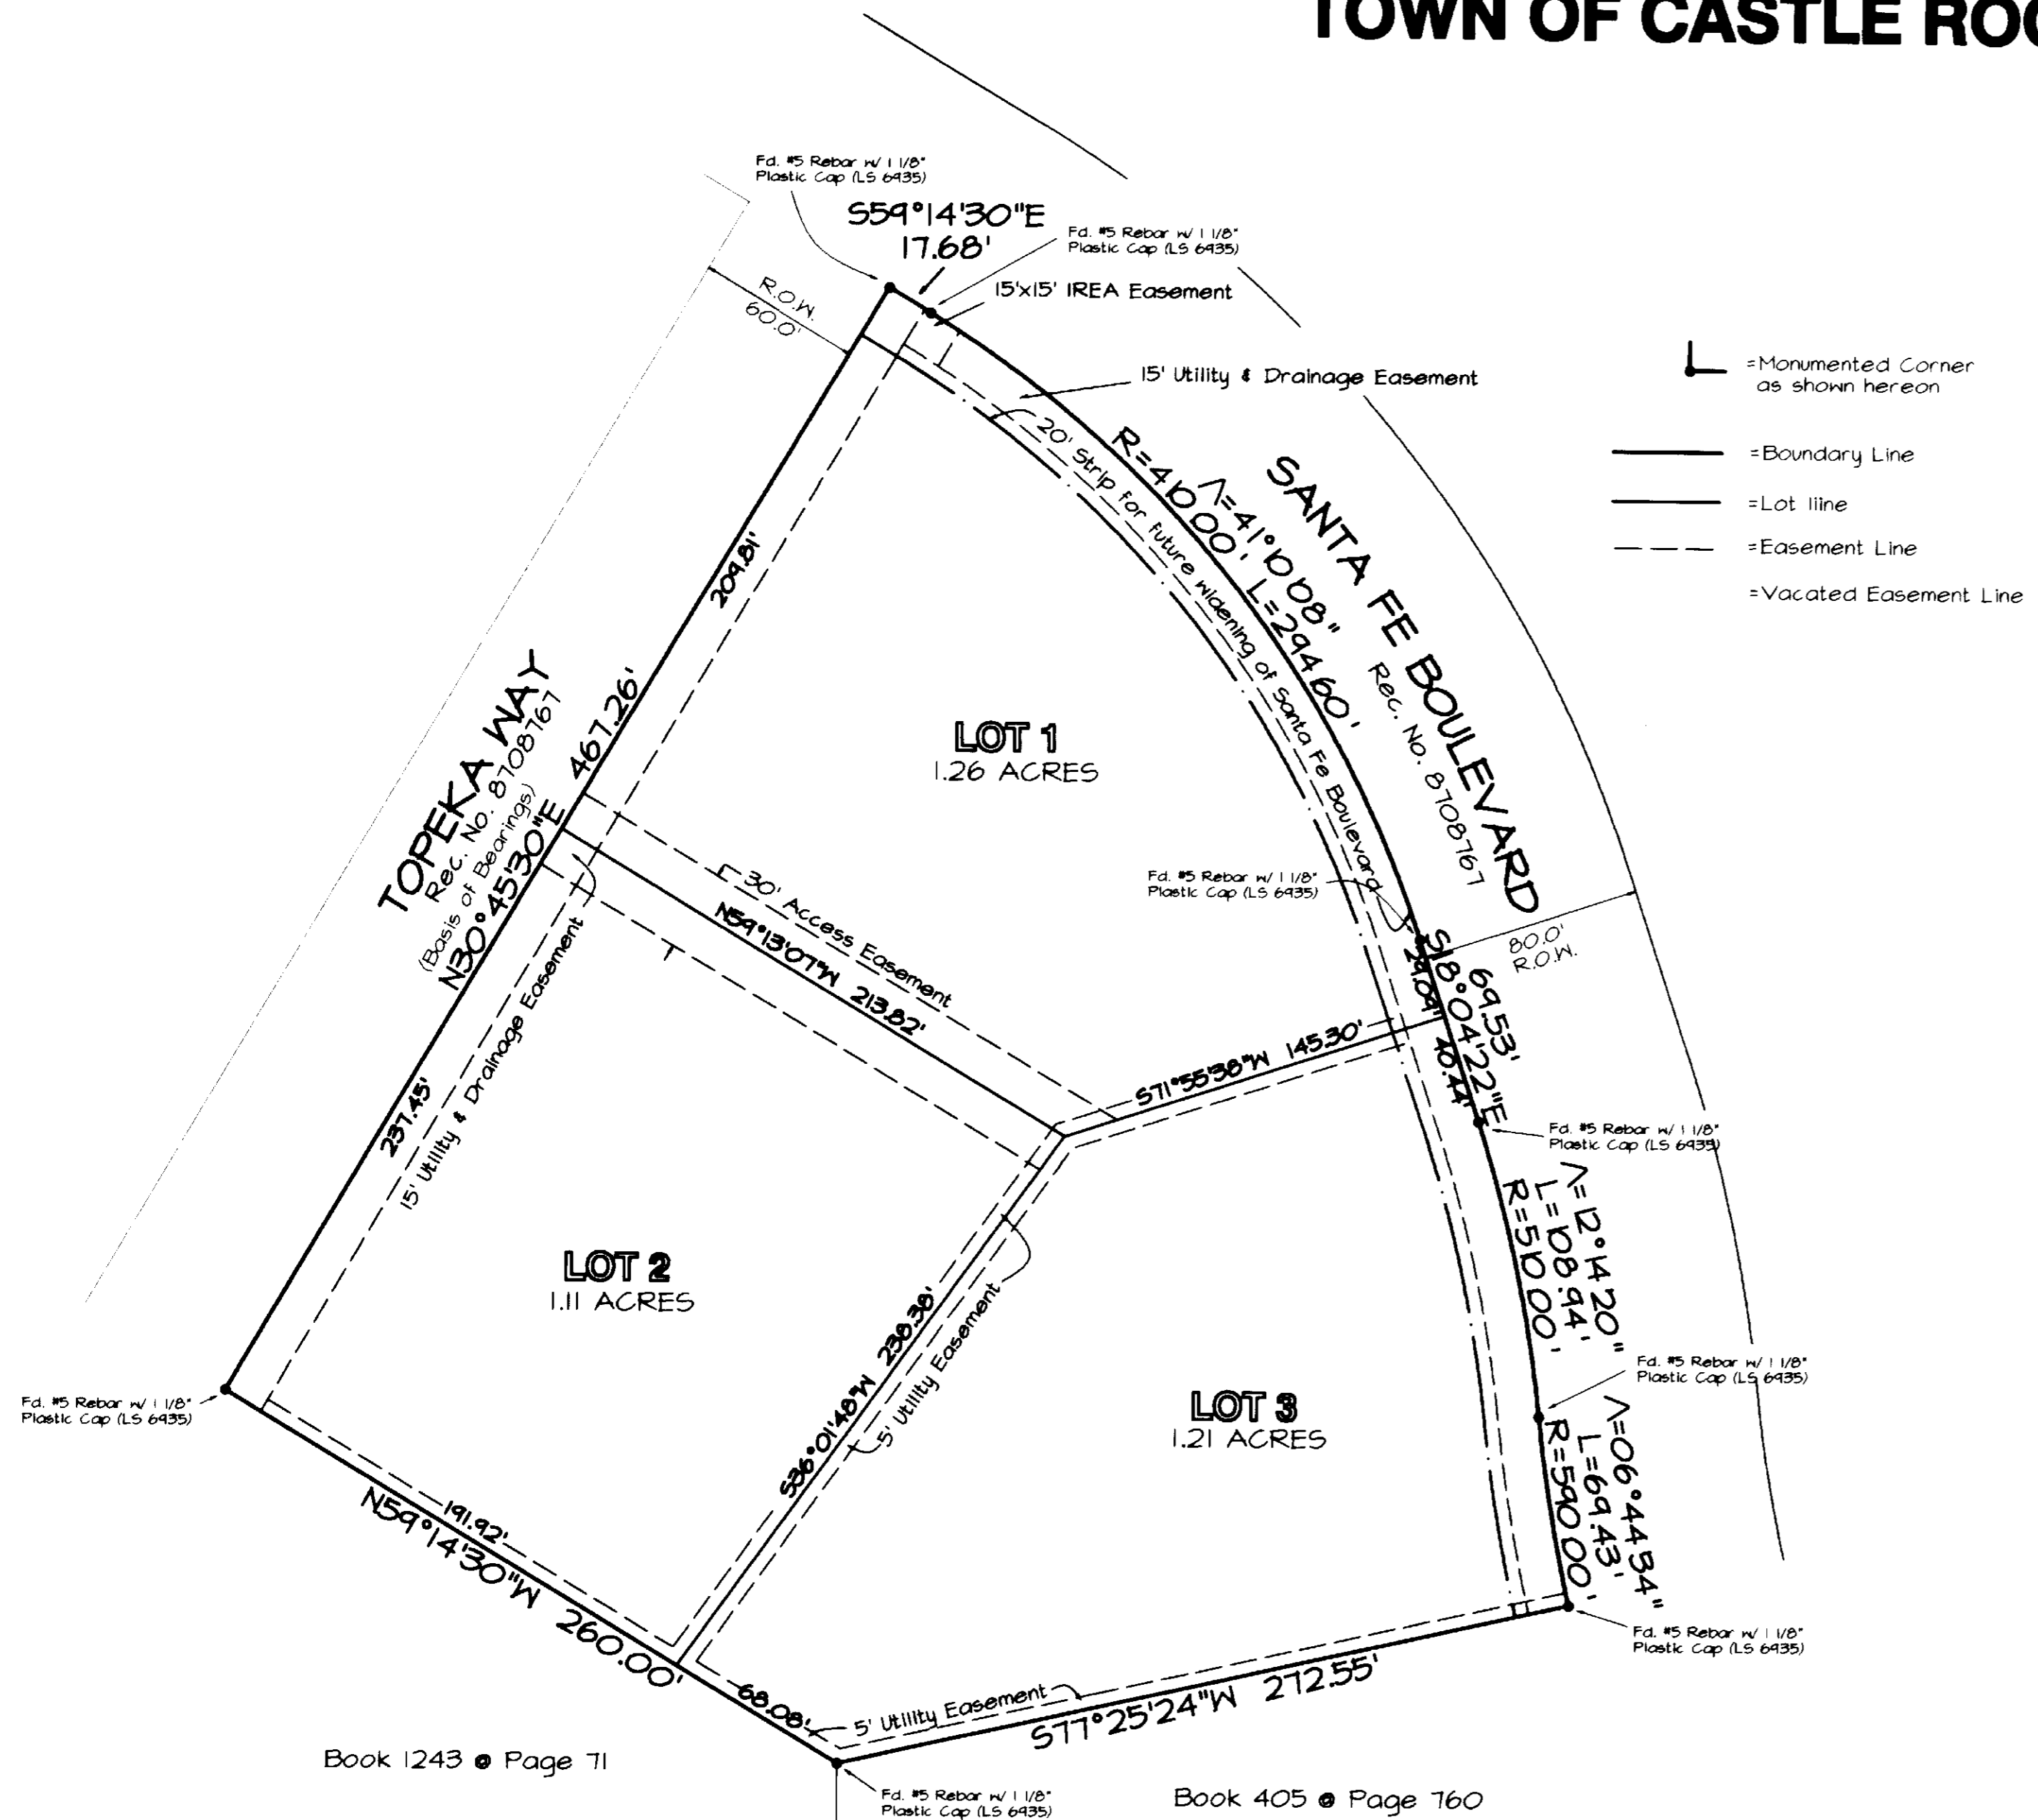 TOWN OF CASTLE ROC
Fd. #5 Rebar w/ 1 1/8"
Plastic Cap (LS 6935)
S59°14'30"E
17.68'
Fd. #5 Rebar w/ 1 1/8"
Plastic Cap (LS 6935)
15'x15' IREA Easement
R.O.W.
60.0'
15' Utility & Drainage Easement
20' Strip for future widening of Santa Fe Boulevard
R=410.00'
Δ=41°10'08"
L=294.60'
SANTA FE BOULEVARD
Rec. No. 8708767
=Monumented Corner
as shown hereon
=Boundary Line
=Lot lline
=Easement Line
=Vacated Easement Line
209.81'
TOPEKA WAY
Rec. No. 8708767
(Basis of Bearings)
N30°45'30"E 467.26'
LOT 1
1.26 ACRES
Fd. #5 Rebar w/ 1 1/8"
Plastic Cap (LS 6935)
80.0'
R.O.W.
30' Access Easement
N59°13'07"W 213.82'
S71°55'38"W 145.30'
29.09'
69.53'
S18°04'22"E
40.44'
Fd. #5 Rebar w/ 1 1/8"
Plastic Cap (LS 6935)
237.45'
15' Utility & Drainage Easement
Δ=12°14'20"
L=108.94'
R=510.00'
LOT 2
1.11 ACRES
S36°01'48"W 238.38'
5' Utility Easement
LOT 3
1.21 ACRES
Fd. #5 Rebar w/ 1 1/8"
Plastic Cap (LS 6935)
Δ=06°44'34"
L=69.43'
R=590.00'
Fd. #5 Rebar w/ 1 1/8"
Plastic Cap (LS 6935)
191.92'
N59°14'30"W 260.00'
68.08'
5' Utility Easement
S77°25'24"W 272.55'
Fd. #5 Rebar w/ 1 1/8"
Plastic Cap (LS 6935)
Book 1243 @ Page 71
Fd. #5 Rebar w/ 1 1/8"
Plastic Cap (LS 6935)
Book 405 @ Page 760